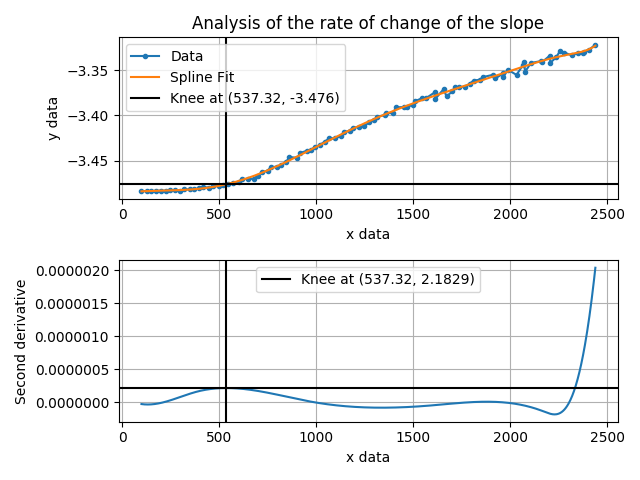 Analysis of the rate of change of the slope
Data
Spline Fit
Knee at (537.32, -3.476)
y data
−3.35
−3.40
−3.45
0
500
1000
1500
2000
2500
x data
Knee at (537.32, 2.1829)
Second derivative
0.0000020
0.0000015
0.0000010
0.0000005
0.0000000
0
500
1000
1500
2000
2500
x data